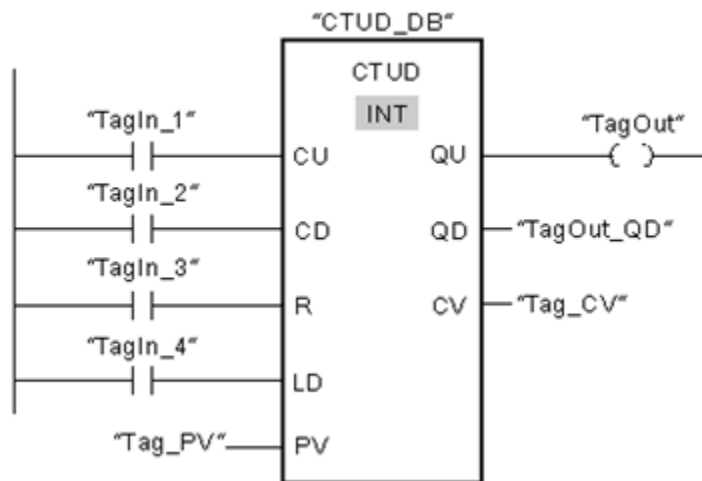 "CTUD_DB"
CTUD
INT
"TagIn_1"
CU
QU
"TagOut"
"TagIn_2"
CD
QD
"TagOut_QD"
"TagIn_3"
R
CV
"Tag_CV"
"TagIn_4"
LD
"Tag_PV"
PV